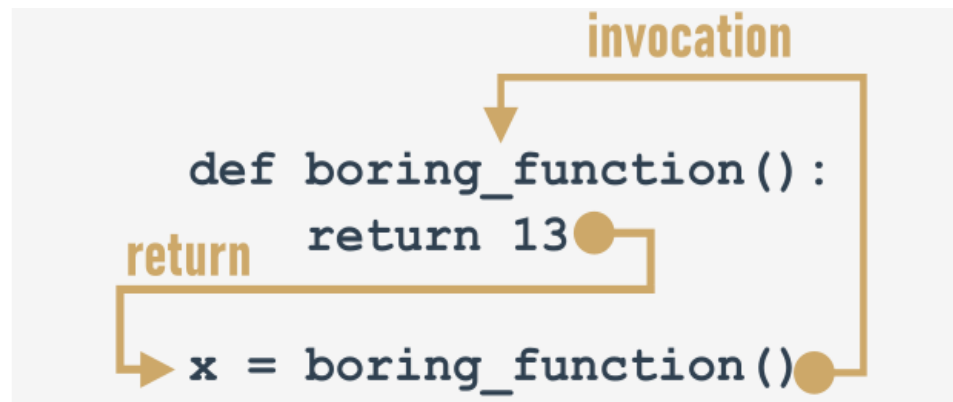 invocation
def boring_function():
return 13
return
x = boring_function()